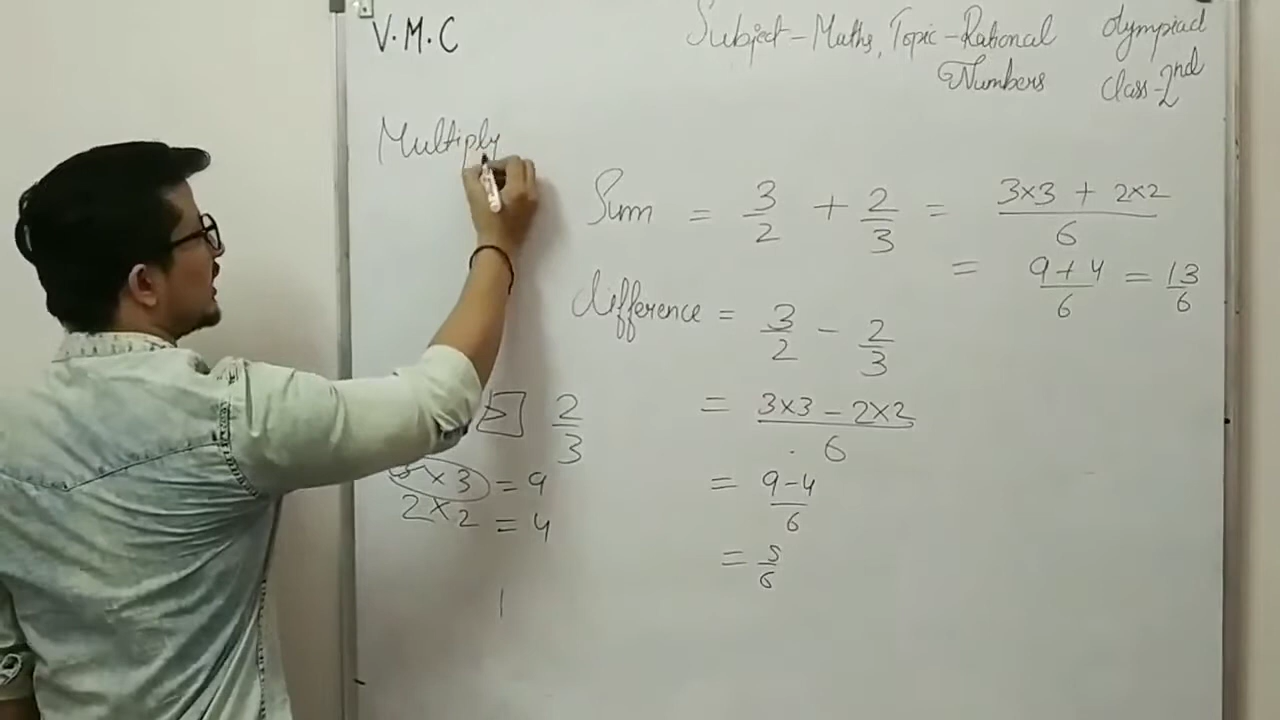 V.M.C
Subject - Maths, Topic - Rational Numbers
Olympiad
Class - 2nd
Multiply
Sum = 3/2 + 2/3 = (3×3 + 2×2)/6
= (9+4)/6 = 13/6
difference = 3/2 - 2/3
= (3×3 - 2×2)/6
= (9-4)/6
= 5/6
> 2/3
3 × 3 = 9
2 × 2 = 4